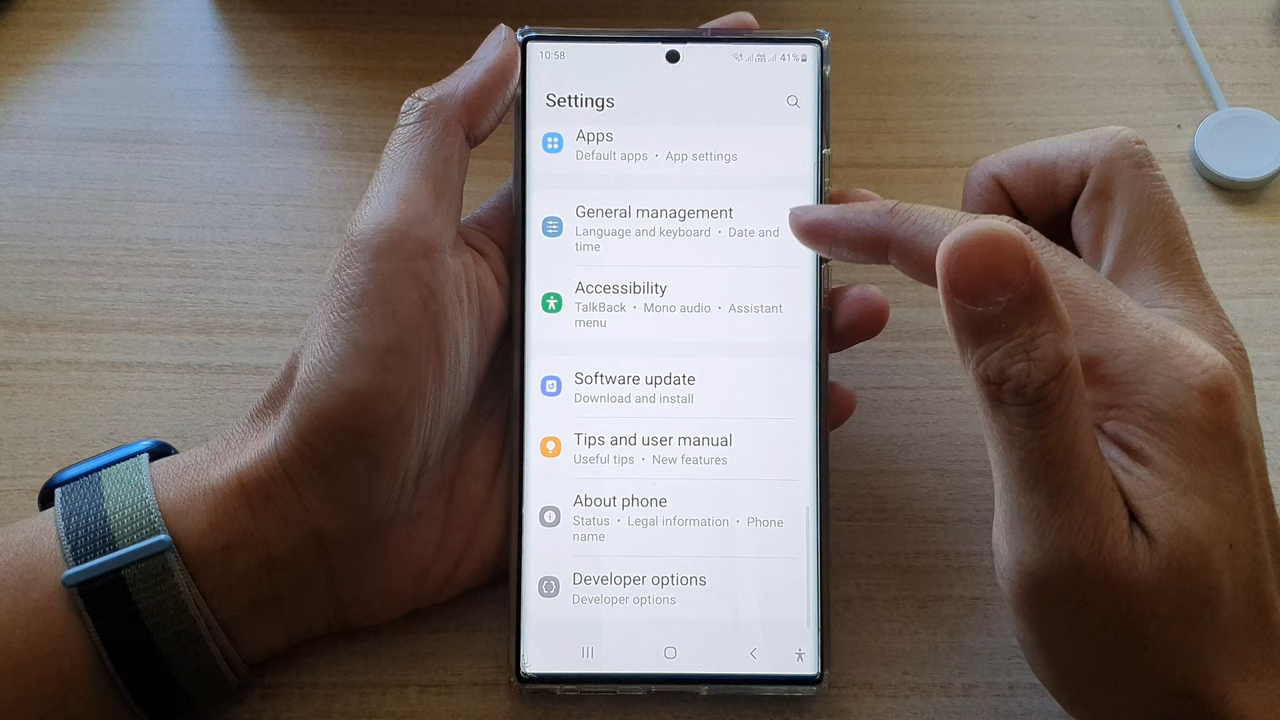 10:58
41%
Settings
Apps
Default apps • App settings
General management
Language and keyboard • Date and
time
Accessibility
TalkBack • Mono audio • Assistant
menu
Software update
Download and install
Tips and user manual
Useful tips • New features
About phone
Status • Legal information • Phone
name
Developer options
Developer options